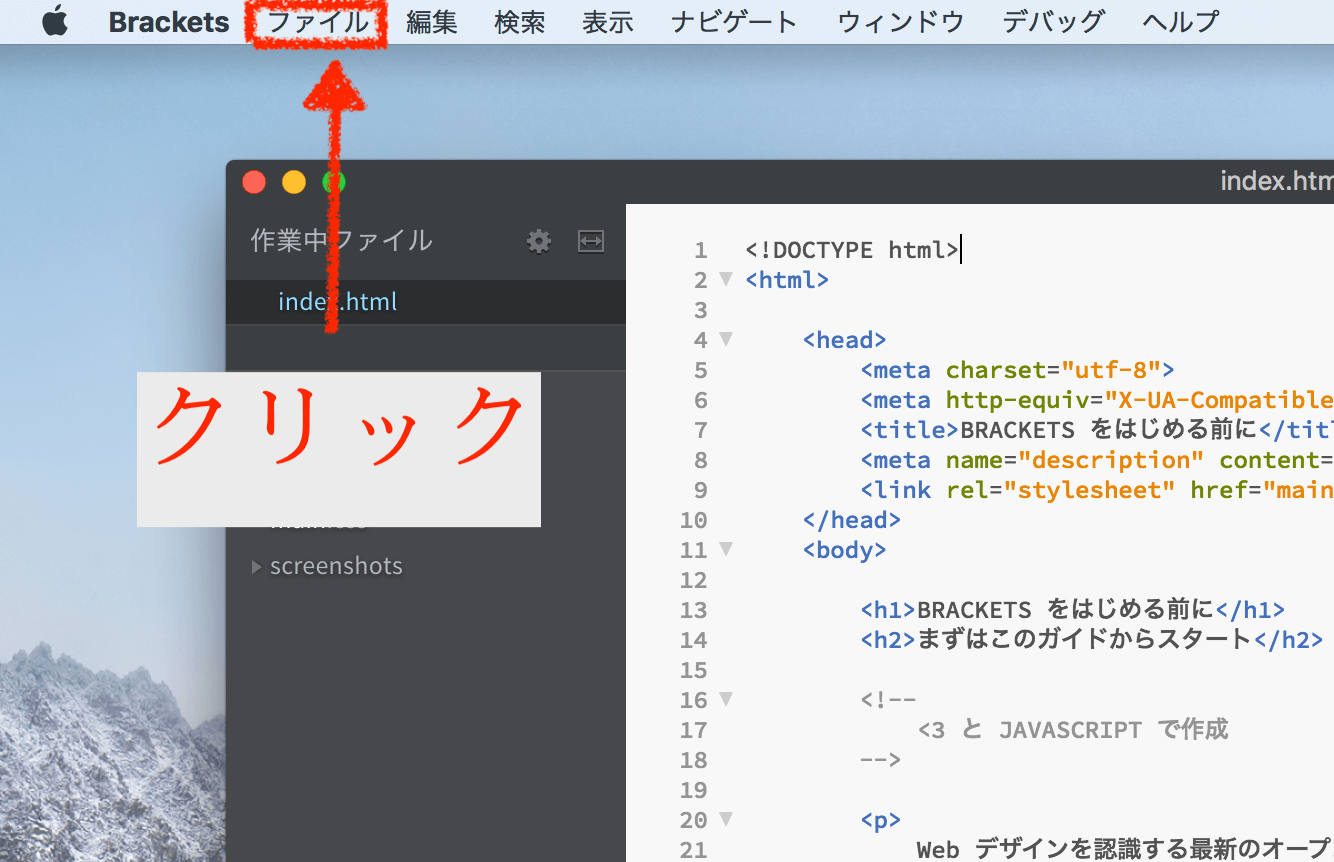 Brackets ファイル 編集 検索 表示 ナビゲート ウィンドウ デバッグ ヘルプ
index.htm
作業中ファイル
index.html
クリック
screenshots
1 <!DOCTYPE html>
2 <html>
3
4 <head>
5 <meta charset="utf-8">
6 <meta http-equiv="X-UA-Compatible
7 <title>BRACKETS をはじめる前に</titl
8 <meta name="description" content=
9 <link rel="stylesheet" href="main
10 </head>
11 <body>
12
13 <h1>BRACKETS をはじめる前に</h1>
14 <h2>まずはこのガイドからスタート</h2>
15
16 <!--
17 <3 と JAVASCRIPT で作成
18 -->
19
20 <p>
21 Web デザインを認識する最新のオープ